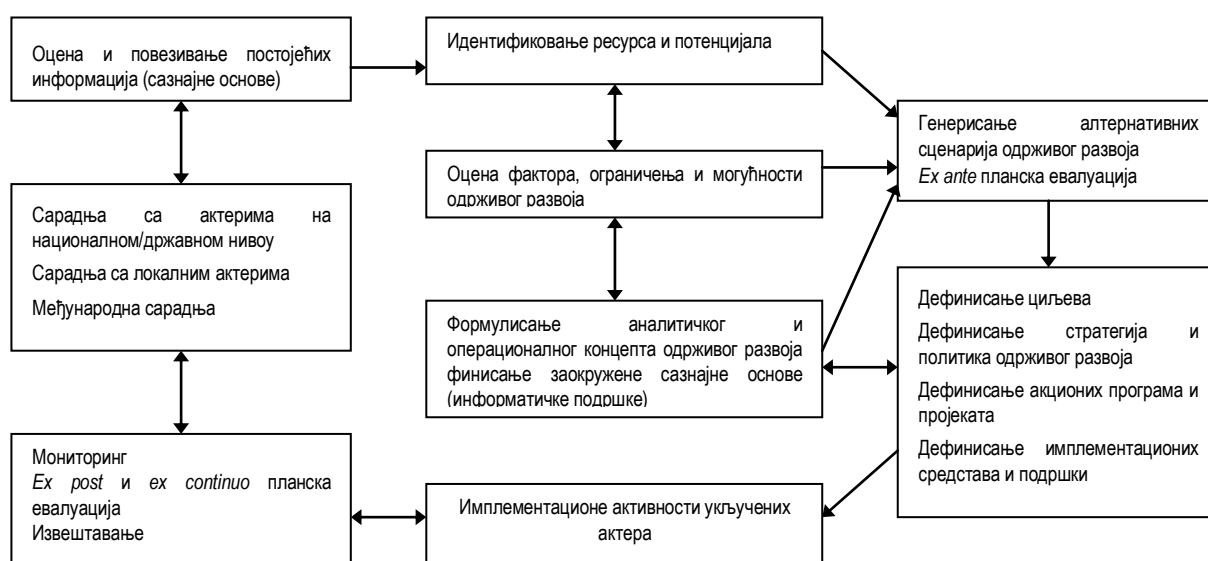 Оцена и повезивање постојећих
информација (сазнајне основе)
Идентификовање ресурса и потенцијала
Генерисање алтернативних
сценарија одрживог развоја
Ex ante планска евалуација
Оцена фактора, ограничења и могућности
одрживог развоја
Сарадња са актерима на
националном/државном нивоу
Сарадња са локалним актерима
Међународна сарадња
Формулисање аналитичког и
операционалног концепта одрживог развоја
финисање заокружене сазнајне основе
(информатичке подршке)
Дефинисање циљева
Дефинисање стратегија и
политика одрживог развоја
Дефинисање акционих програма и
пројеката
Дефинисање имплементационих
средстава и подршки
Мониторинг
Ex post и ex continuo планска
евалуација
Извештавање
Имплементационе активности укључених
актера